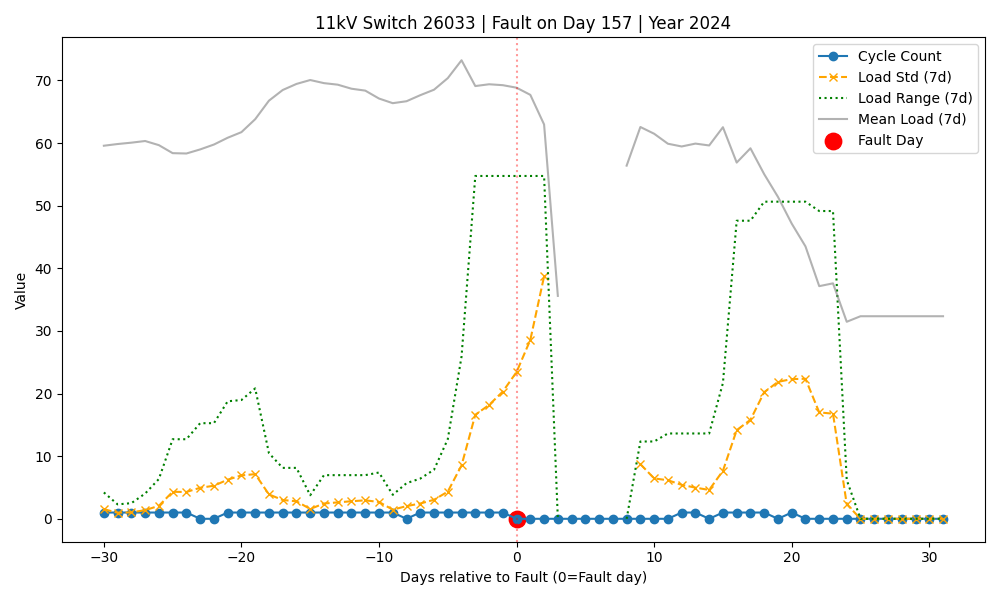 11kV Switch 26033 | Fault on Day 157 | Year 2024
Cycle Count
Load Std (7d)
Load Range (7d)
Mean Load (7d)
Fault Day
Value
70
60
50
40
30
20
10
0
−30
−20
−10
0
10
20
30
Days relative to Fault (0=Fault day)